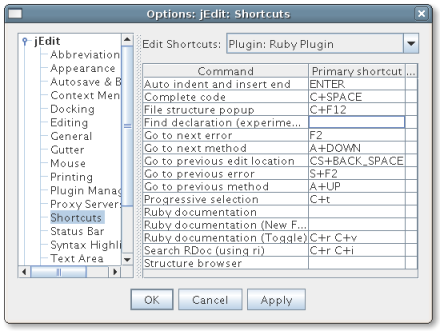 Options: jEdit: Shortcuts
jEdit
Abbreviation
Appearance
Autosave & B
Context Men
Docking
Editing
General
Gutter
Mouse
Printing
Plugin Manag
Proxy Server
Shortcuts
Status Bar
Syntax Highli
Text Area
Edit Shortcuts: Plugin: Ruby Plugin
Command Primary shortcut ...
Auto indent and insert end ENTER
Complete code C+SPACE
File structure popup C+F12
Find declaration (experime...
Go to next error F2
Go to next method A+DOWN
Go to previous edit location CS+BACK_SPACE
Go to previous error S+F2
Go to previous method A+UP
Progressive selection C+t
Ruby documentation
Ruby documentation (New F...
Ruby documentation (Toggle) C+r C+v
Search RDoc (using ri) C+r C+i
Structure browser
OK Cancel Apply